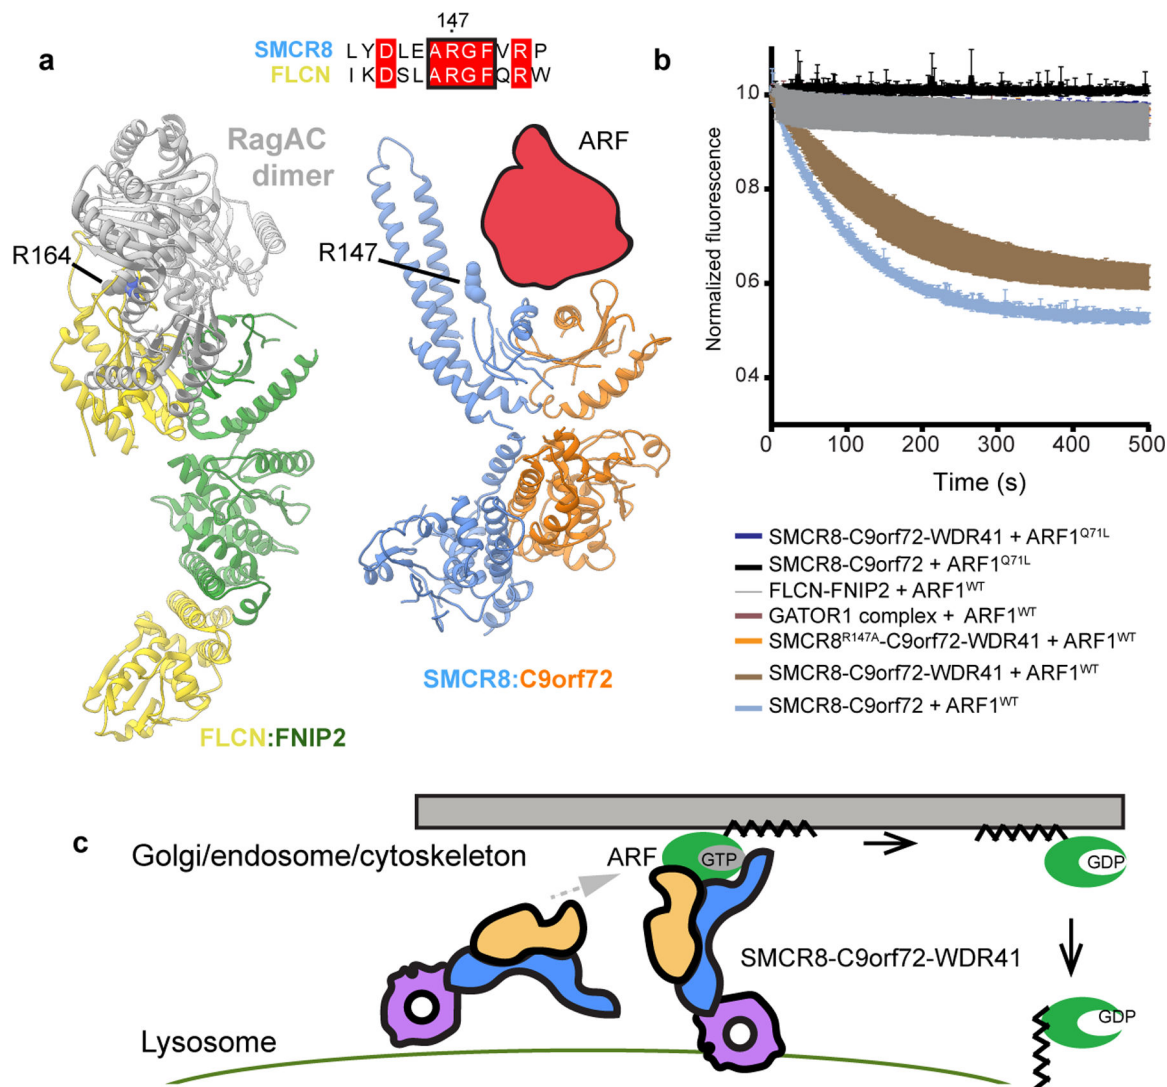 a
147
SMCR8 LYDLEARGFVRP
FLCN IKDSLARGFQRW
RagAC
dimer
R164
ARF
R147
SMCR8:C9orf72
FLCN:FNIP2
b
Normalized fluorescence
1.0
0.8
0.6
0.4
0 100 200 300 400 500
Time (s)
SMCR8-C9orf72-WDR41 + ARF1Q71L
SMCR8-C9orf72 + ARF1Q71L
FLCN-FNIP2 + ARF1WT
GATOR1 complex + ARF1WT
SMCR8R147A-C9orf72-WDR41 + ARF1WT
SMCR8-C9orf72-WDR41 + ARF1WT
SMCR8-C9orf72 + ARF1WT
c
Golgi/endosome/cytoskeleton
ARF
GTP
GDP
SMCR8-C9orf72-WDR41
GDP
Lysosome